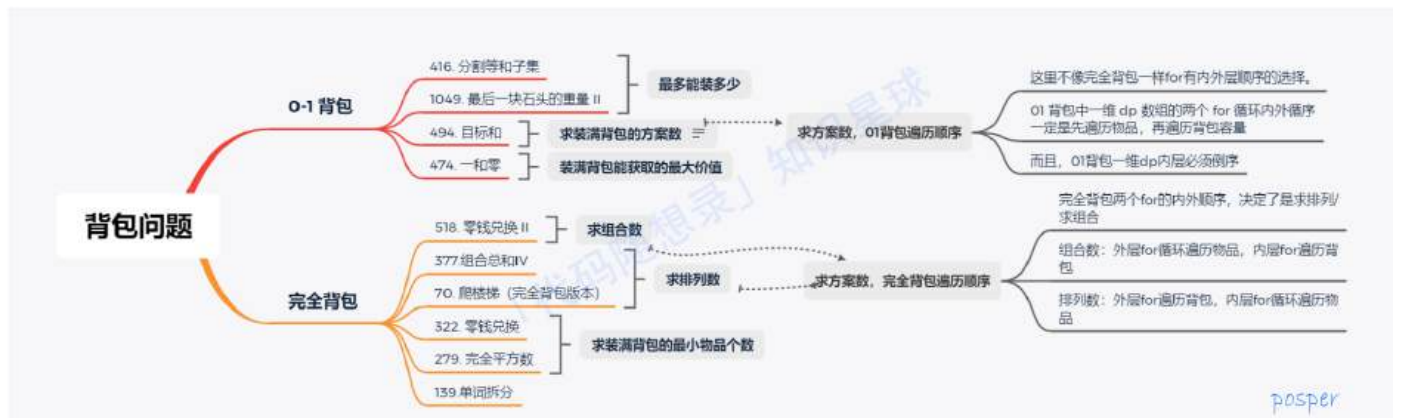 背包问题
0-1 背包
416. 分割等和子集
1049. 最后一块石头的重量 II
最多能装多少
494. 目标和
求装满背包的方案数
474. 一和零
装满背包能获取的最大价值
求方案数，01背包遍历顺序
这里不像完全背包一样for有内外层顺序的选择。
01 背包中一维 dp 数组的两个 for 循环内外循序
一定是先遍历物品，再遍历背包容量
而且，01背包一维dp内层必须倒序
完全背包
518. 零钱兑换 II
求组合数
377.组合总和IV
70. 爬楼梯（完全背包版本）
求排列数
322. 零钱兑换
279. 完全平方数
求装满背包的最小物品个数
139.单词拆分
求方案数，完全背包遍历顺序
完全背包两个for的内外顺序，决定了是求排列/
求组合
组合数：外层for循环遍历物品，内层for遍历背
包
排列数：外层for遍历背包，内层for循环遍历物
品
「代码随想录」知识星球
posper